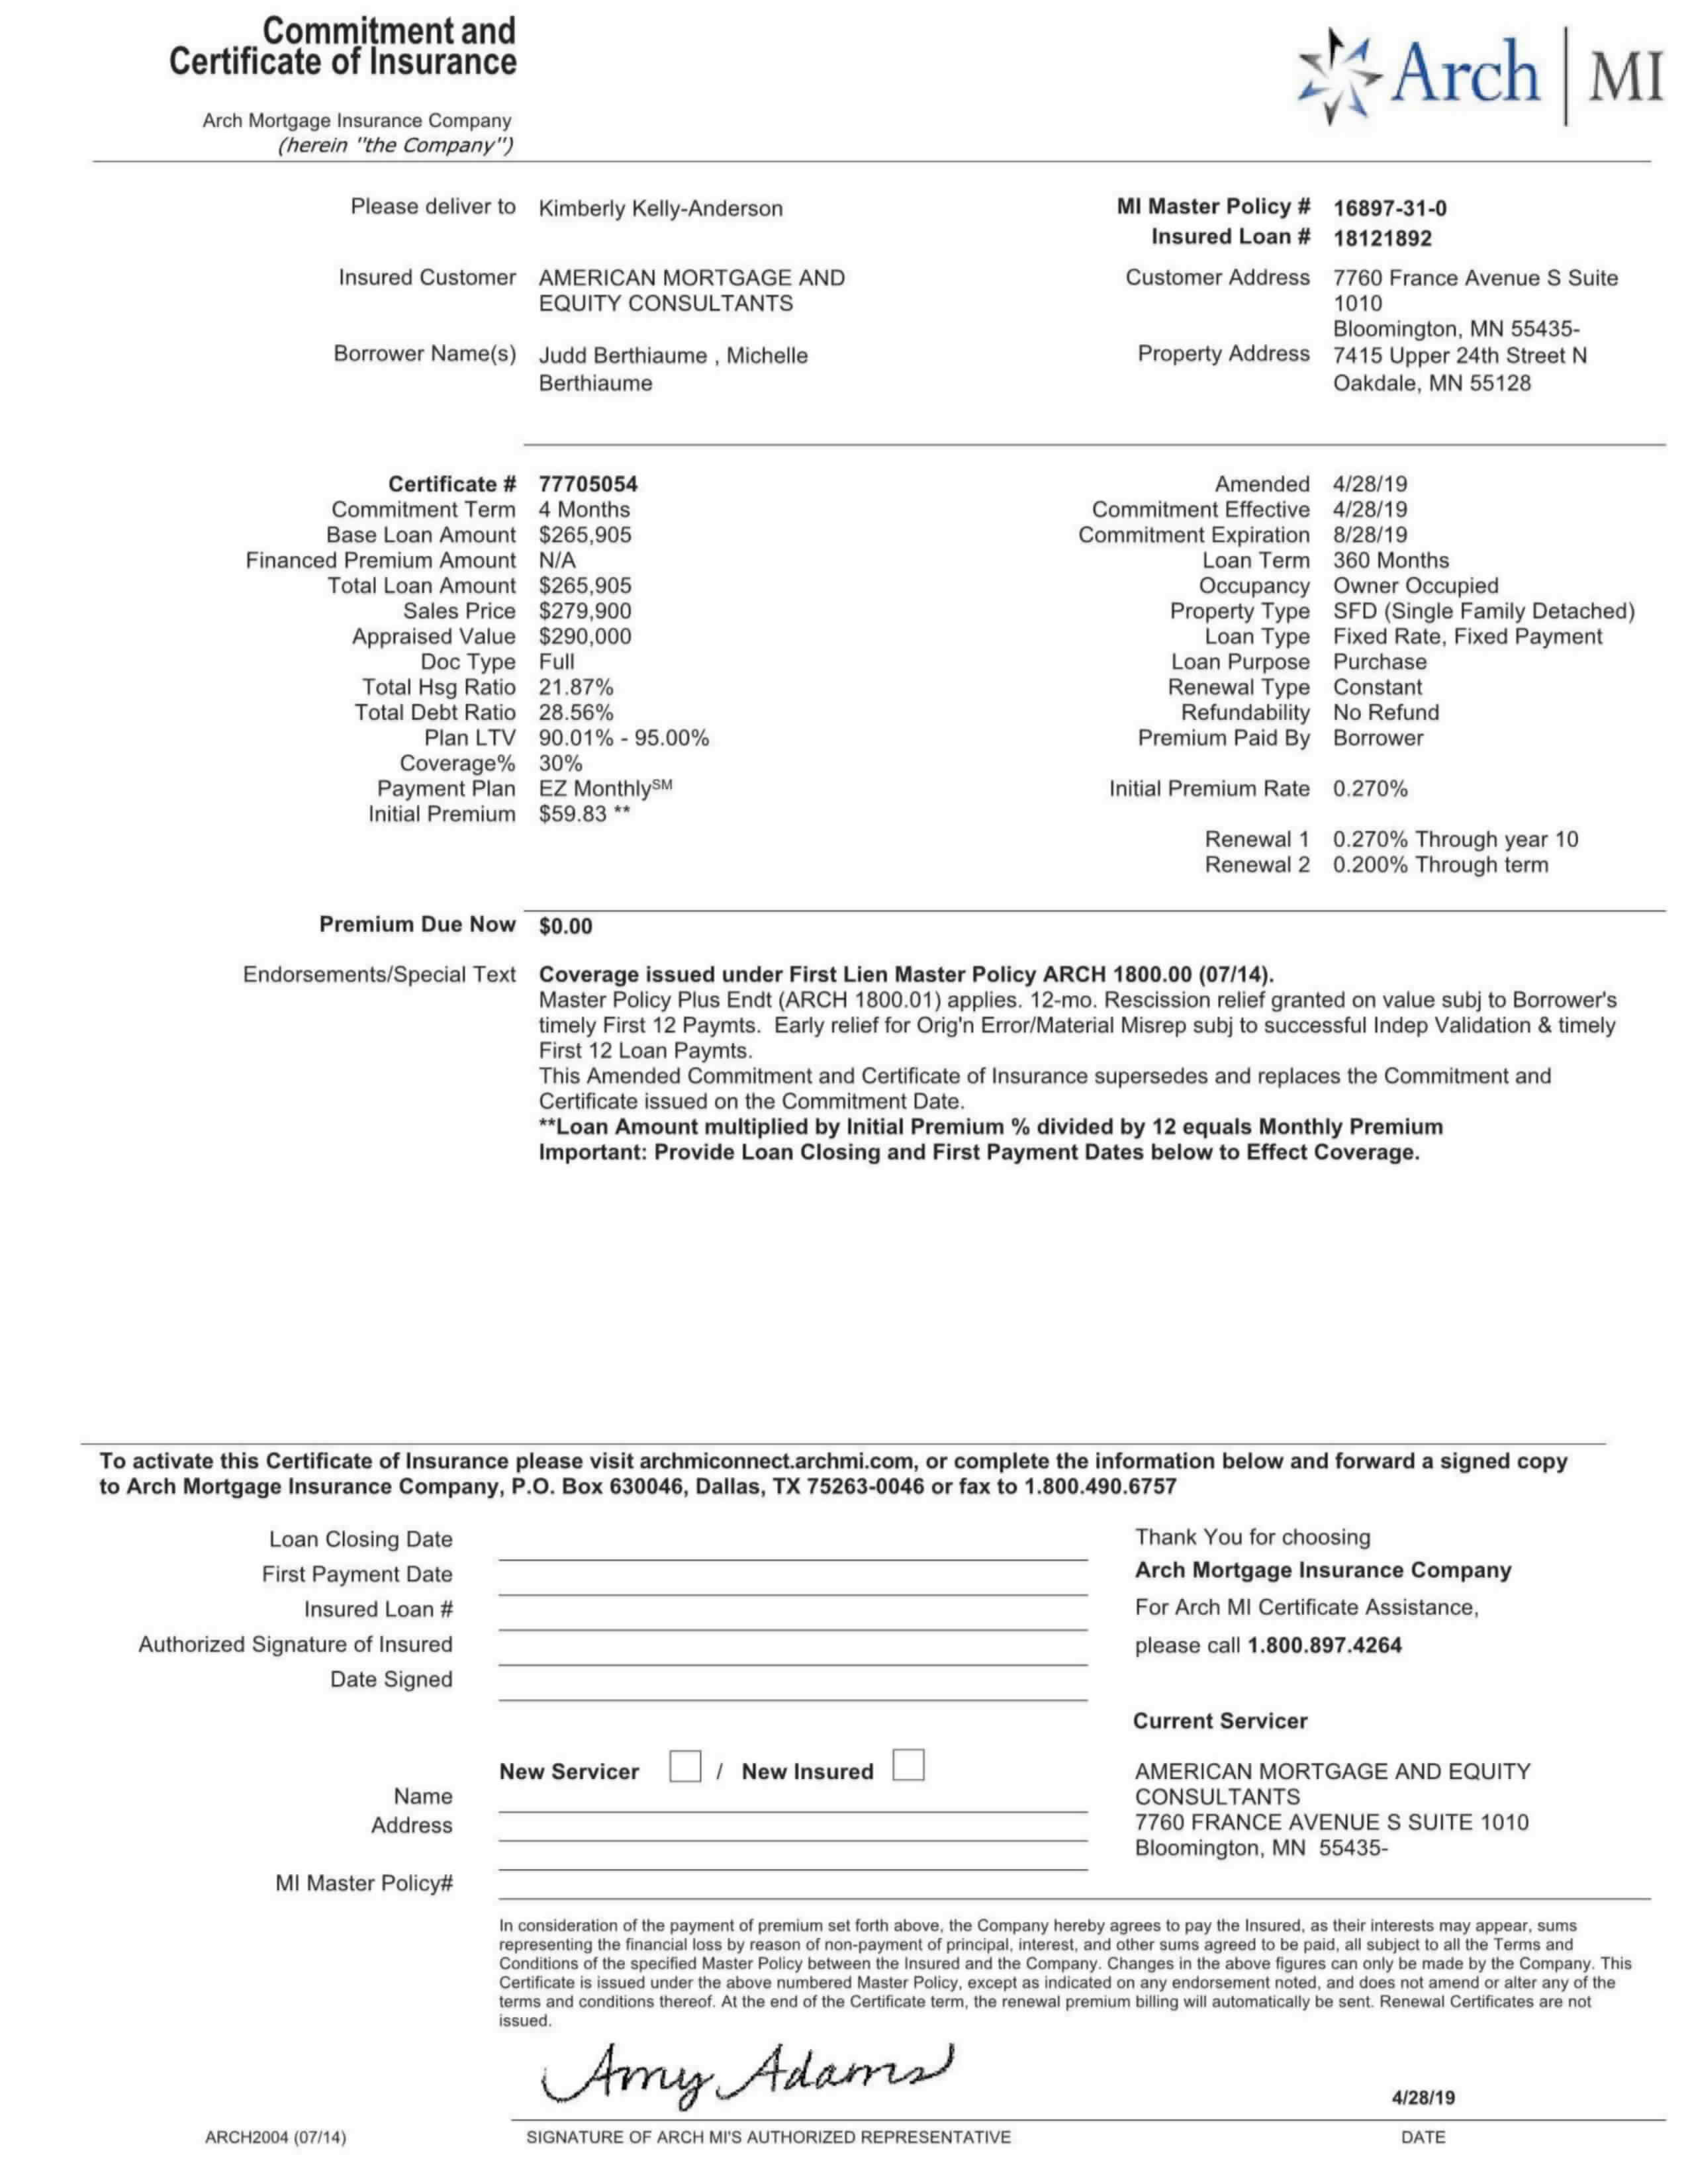 Commitment and
Certificate of Insurance
Arch | MI
Arch Mortgage Insurance Company
(herein "the Company")
Please deliver to Kimberly Kelly-Anderson
MI Master Policy # 16897-31-0
Insured Loan # 18121892
Insured Customer AMERICAN MORTGAGE AND
EQUITY CONSULTANTS
Customer Address 7760 France Avenue S Suite
1010
Bloomington, MN 55435-
Borrower Name(s) Judd Berthiaume , Michelle
Berthiaume
Property Address 7415 Upper 24th Street N
Oakdale, MN 55128
Certificate # 77705054
Commitment Term 4 Months
Base Loan Amount $265,905
Financed Premium Amount N/A
Total Loan Amount $265,905
Sales Price $279,900
Appraised Value $290,000
Doc Type Full
Total Hsg Ratio 21.87%
Total Debt Ratio 28.56%
Plan LTV 90.01% - 95.00%
Coverage% 30%
Payment Plan EZ Monthly℠
Initial Premium $59.83 **
Amended 4/28/19
Commitment Effective 4/28/19
Commitment Expiration 8/28/19
Loan Term 360 Months
Occupancy Owner Occupied
Property Type SFD (Single Family Detached)
Loan Type Fixed Rate, Fixed Payment
Loan Purpose Purchase
Renewal Type Constant
Refundability No Refund
Premium Paid By Borrower
Initial Premium Rate 0.270%
Renewal 1 0.270% Through year 10
Renewal 2 0.200% Through term
Premium Due Now $0.00
Endorsements/Special Text Coverage issued under First Lien Master Policy ARCH 1800.00 (07/14).
Master Policy Plus Endt (ARCH 1800.01) applies. 12-mo. Rescission relief granted on value subj to Borrower's
timely First 12 Paymts. Early relief for Orig'n Error/Material Misrep subj to successful Indep Validation & timely
First 12 Loan Paymts.
This Amended Commitment and Certificate of Insurance supersedes and replaces the Commitment and
Certificate issued on the Commitment Date.
**Loan Amount multiplied by Initial Premium % divided by 12 equals Monthly Premium
Important: Provide Loan Closing and First Payment Dates below to Effect Coverage.
To activate this Certificate of Insurance please visit archmiconnect.archmi.com, or complete the information below and forward a signed copy
to Arch Mortgage Insurance Company, P.O. Box 630046, Dallas, TX 75263-0046 or fax to 1.800.490.6757
Loan Closing Date
First Payment Date
Insured Loan #
Authorized Signature of Insured
Date Signed
Thank You for choosing
Arch Mortgage Insurance Company
For Arch MI Certificate Assistance,
please call 1.800.897.4264
Current Servicer
New Servicer / New Insured
Name
Address
MI Master Policy#
AMERICAN MORTGAGE AND EQUITY
CONSULTANTS
7760 FRANCE AVENUE S SUITE 1010
Bloomington, MN 55435-
In consideration of the payment of premium set forth above, the Company hereby agrees to pay the Insured, as their interests may appear, sums
representing the financial loss by reason of non-payment of principal, interest, and other sums agreed to be paid, all subject to all the Terms and
Conditions of the specified Master Policy between the Insured and the Company. Changes in the above figures can only be made by the Company. This
Certificate is issued under the above numbered Master Policy, except as indicated on any endorsement noted, and does not amend or alter any of the
terms and conditions thereof. At the end of the Certificate term, the renewal premium billing will automatically be sent. Renewal Certificates are not
issued.
Amy Adams
4/28/19
ARCH2004 (07/14)
SIGNATURE OF ARCH MI'S AUTHORIZED REPRESENTATIVE
DATE